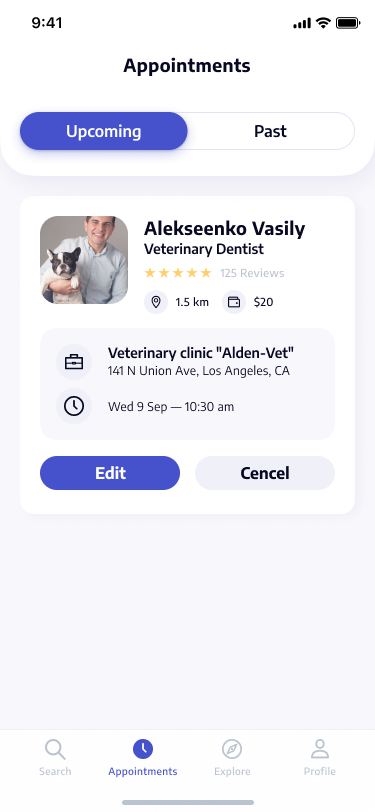 9:41
Appointments
Upcoming
Past
Alekseenko Vasily
Veterinary Dentist
125 Reviews
1.5 km
$20
Veterinary clinic "Alden-Vet"
141 N Union Ave, Los Angeles, CA
Wed 9 Sep — 10:30 am
Edit
Cencel
Search
Appointments
Explore
Profile